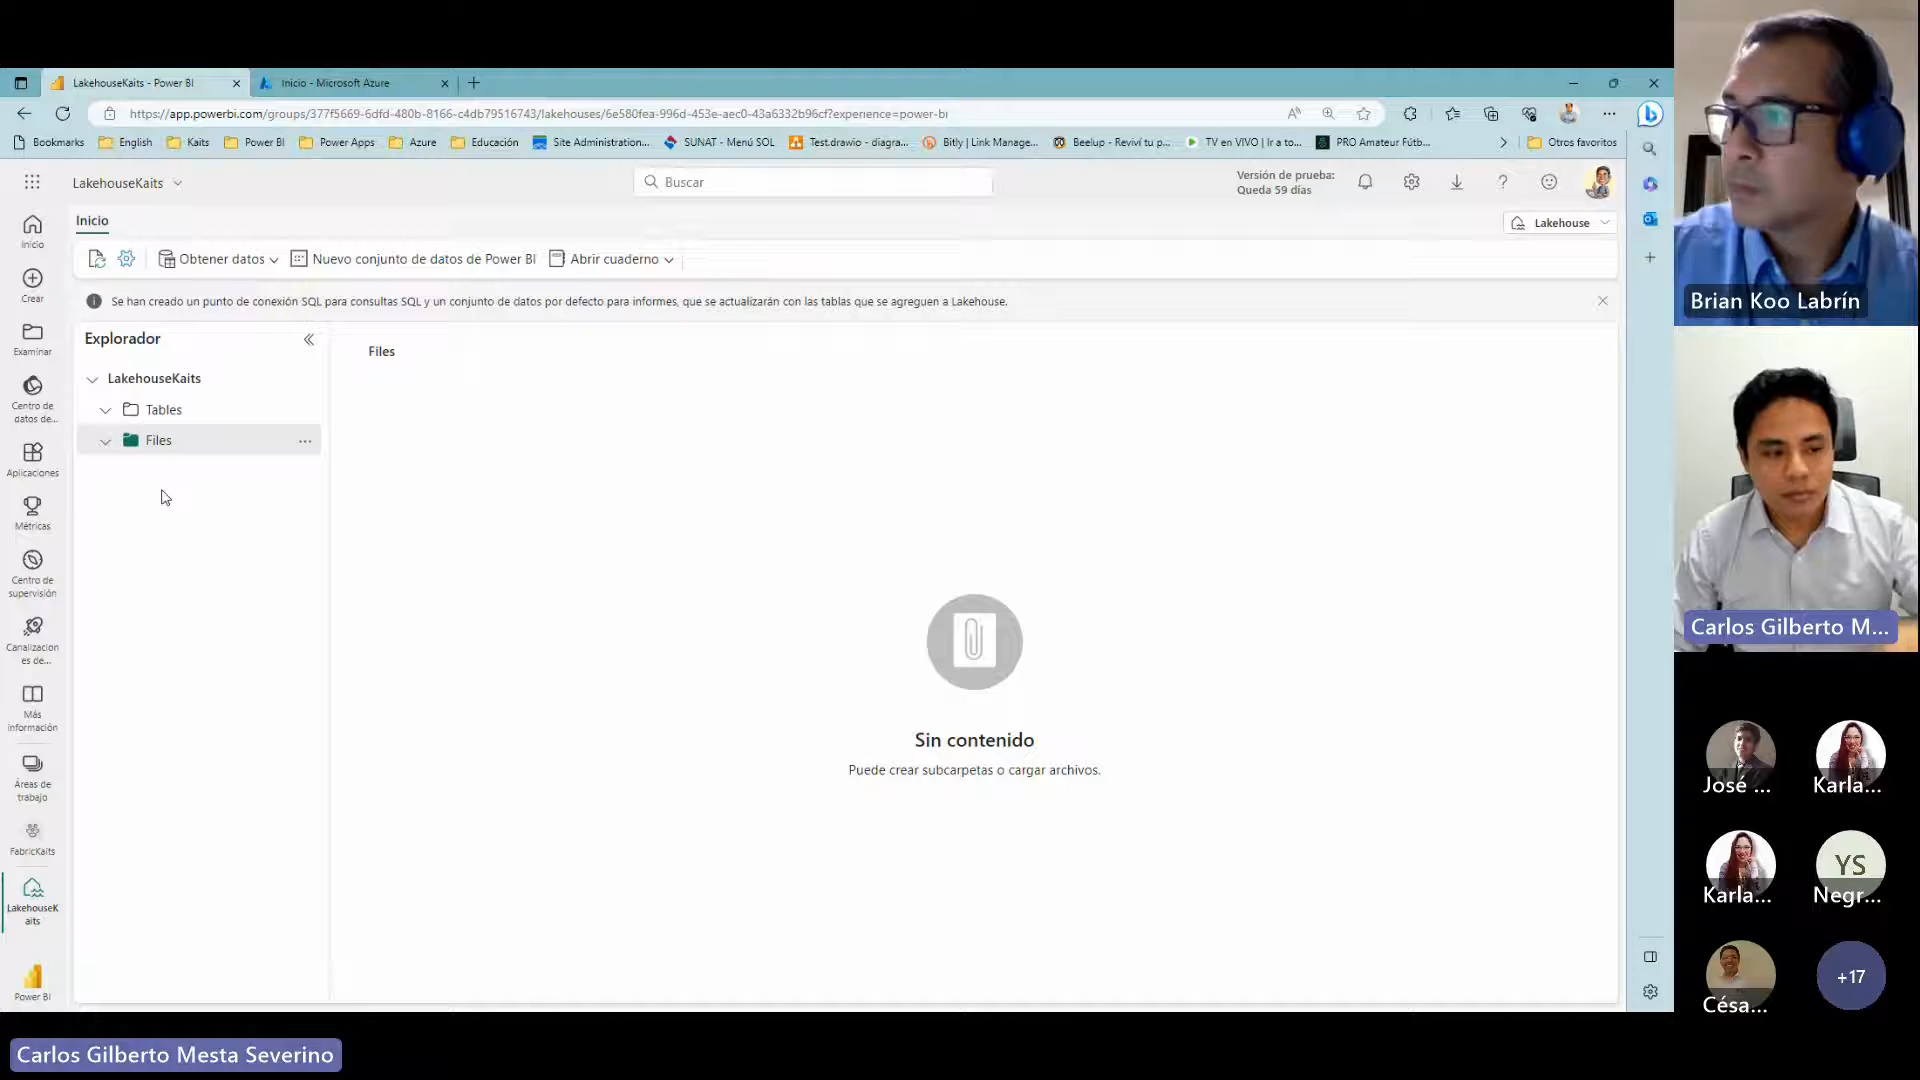 LakehouseKaits - Power BI
Inicio - Microsoft Azure
https://app.powerbi.com/groups/377f5669-6dfd-480b-8166-c4db79516743/lakehouses/6e580fea-996d-453e-aec0-43a6332b96cf?experience=power-bi
Bookmarks English Kaits Power BI Power Apps Azure Educación Site Administration... SUNAT - Menú SOL Test.drawio - diagra... Bitly | Link Manage... Beelup - Reviví tu p... TV en VIVO | Ir a to... PRO Amateur Fútb... Otros favoritos
LakehouseKaits
Buscar
Versión de prueba:
Queda 59 días
Inicio
Lakehouse
Obtener datos
Nuevo conjunto de datos de Power BI
Abrir cuaderno
Se han creado un punto de conexión SQL para consultas SQL y un conjunto de datos por defecto para informes, que se actualizarán con las tablas que se agreguen a Lakehouse.
Inicio
Crear
Examinar
Centro de
datos de...
Aplicaciones
Métricas
Centro de
supervisión
Canalizacion
es de...
Más
información
Áreas de
trabajo
FabricKaits
LakehouseK
aits
Power BI
Explorador
LakehouseKaits
Tables
Files
Files
Sin contenido
Puede crear subcarpetas o cargar archivos.
Brian Koo Labrín
Carlos Gilberto M...
José ...
Karla...
Karla...
YS
Negr...
Césa...
+17
Carlos Gilberto Mesta Severino